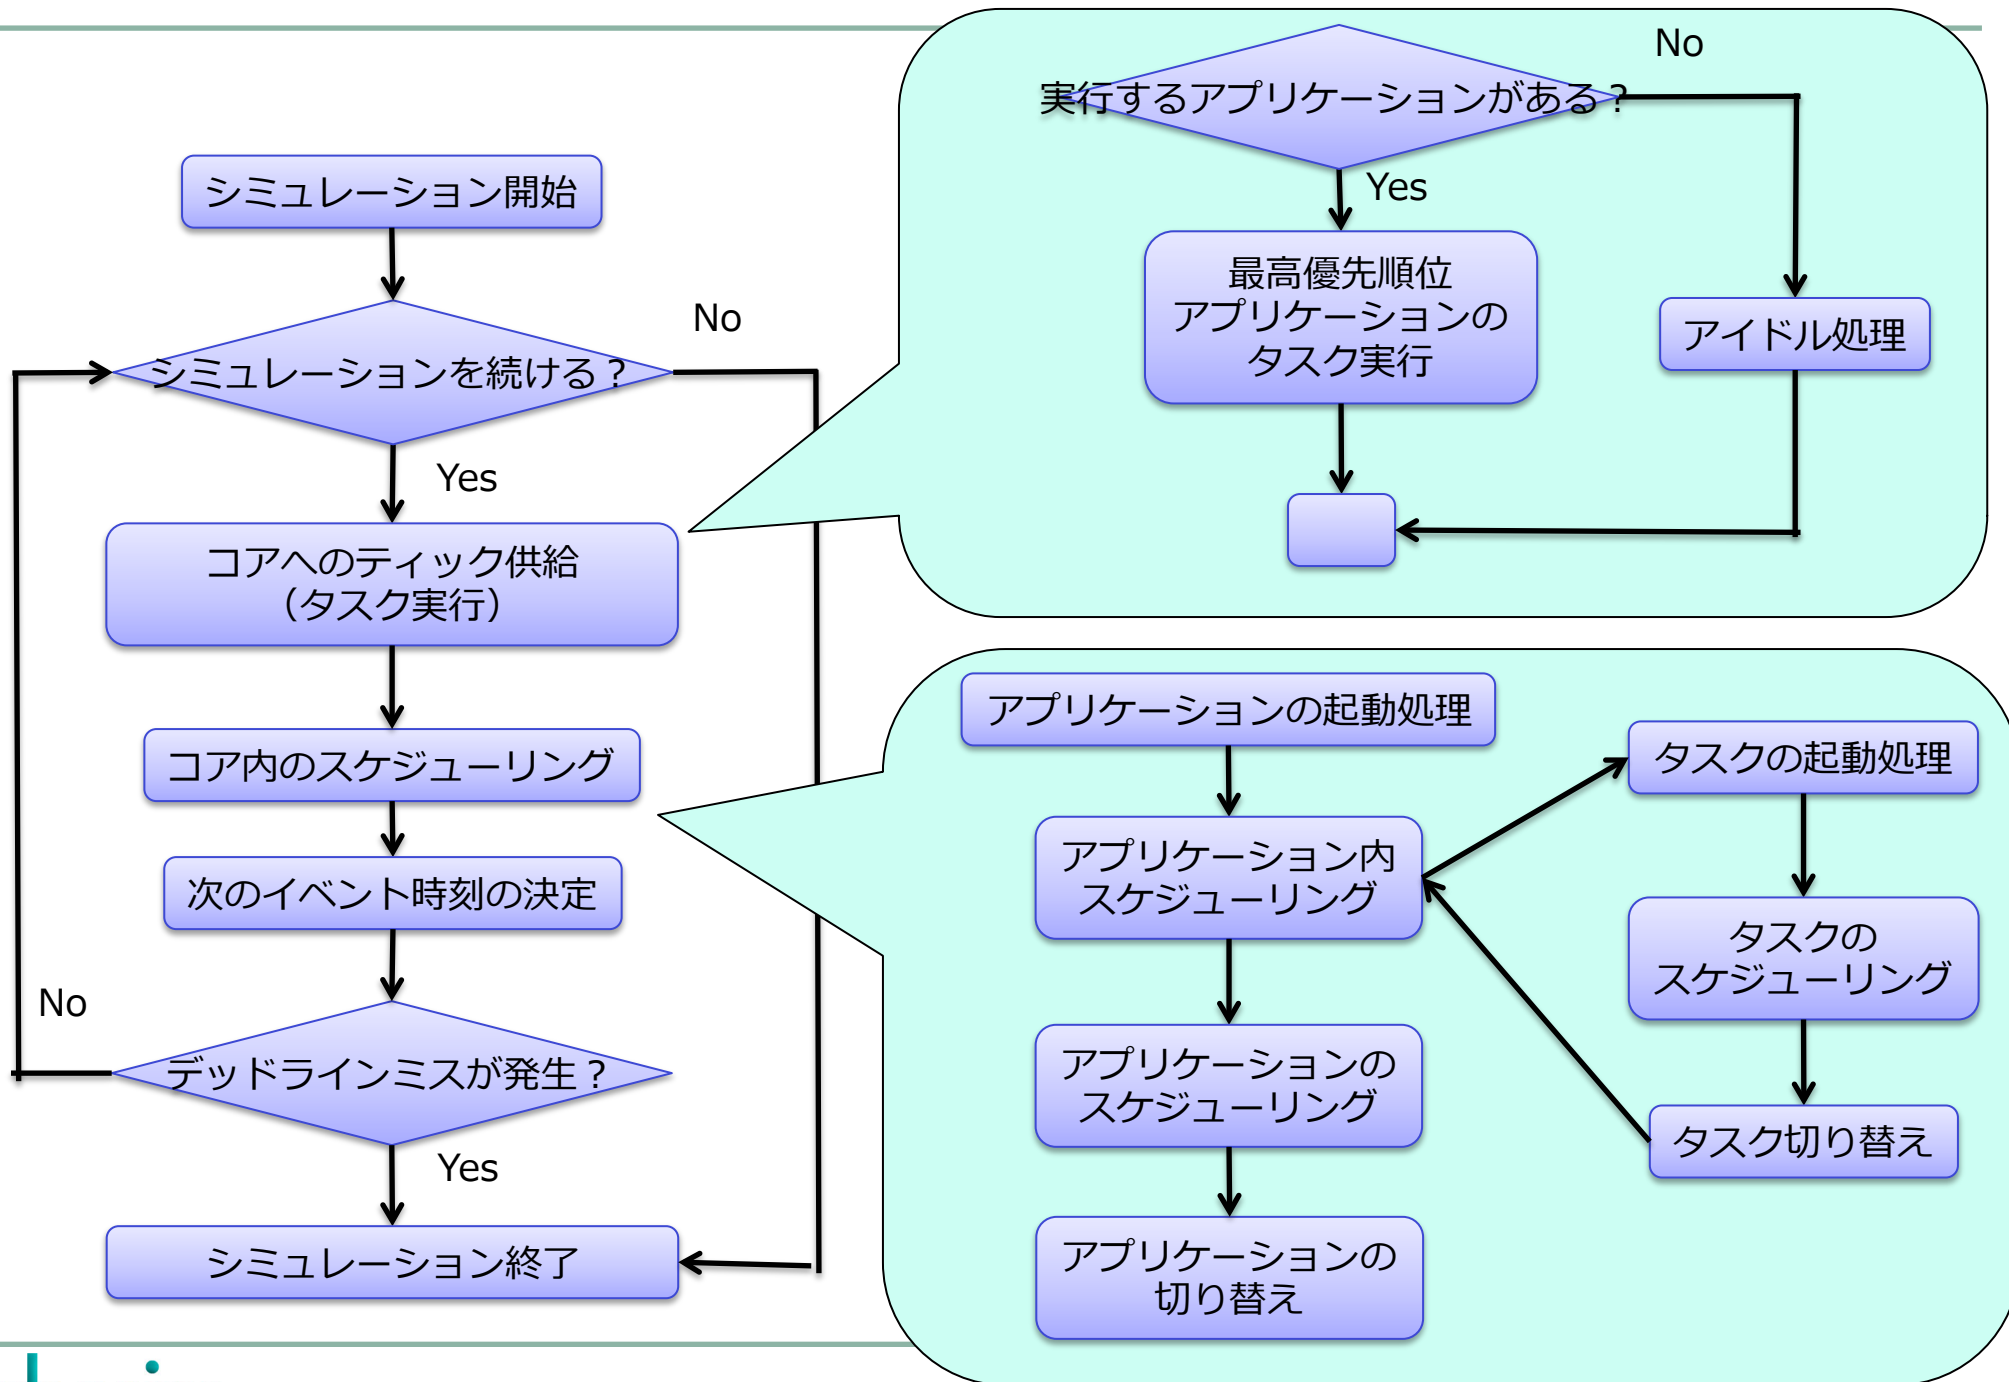 シミュレーション開始
シミュレーションを続ける？
No
Yes
コアへのティック供給
（タスク実行）
コア内のスケジューリング
次のイベント時刻の決定
No
デッドラインミスが発生？
Yes
シミュレーション終了
実行するアプリケーションがある？
No
Yes
最高優先順位
アプリケーションの
タスク実行
アイドル処理
アプリケーションの起動処理
アプリケーション内
スケジューリング
アプリケーションの
スケジューリング
アプリケーションの
切り替え
タスクの起動処理
タスクの
スケジューリング
タスク切り替え